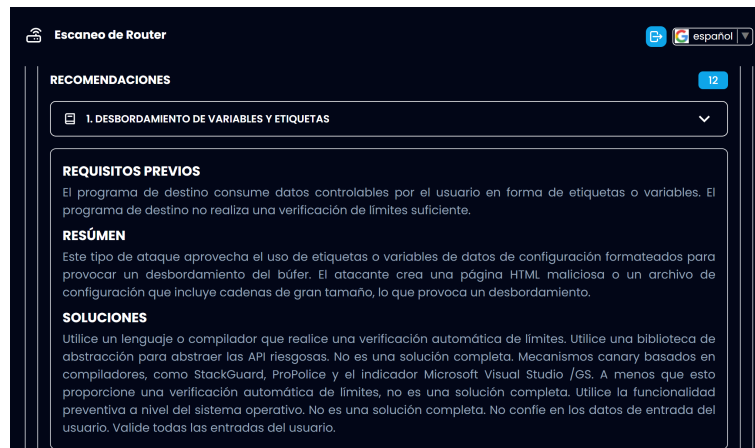 Escaneo de Router
español
RECOMENDACIONES
12
1. DESBORDAMIENTO DE VARIABLES Y ETIQUETAS
REQUISITOS PREVIOS
El programa de destino consume datos controlables por el usuario en forma de etiquetas o variables. El
programa de destino no realiza una verificación de límites suficiente.
RESÚMEN
Este tipo de ataque aprovecha el uso de etiquetas o variables de datos de configuración formateados para
provocar un desbordamiento del búfer. El atacante crea una página HTML maliciosa o un archivo de
configuración que incluye cadenas de gran tamaño, lo que provoca un desbordamiento.
SOLUCIONES
Utilice un lenguaje o compilador que realice una verificación automática de límites. Utilice una biblioteca de
abstracción para abstraer las API riesgosas. No es una solución completa. Mecanismos canary basados en
compiladores, como StackGuard, ProPolice y el indicador Microsoft Visual Studio /GS. A menos que esto
proporcione una verificación automática de límites, no es una solución completa. Utilice la funcionalidad
preventiva a nivel del sistema operativo. No es una solución completa. No confíe en los datos de entrada del
usuario. Valide todas las entradas del usuario.